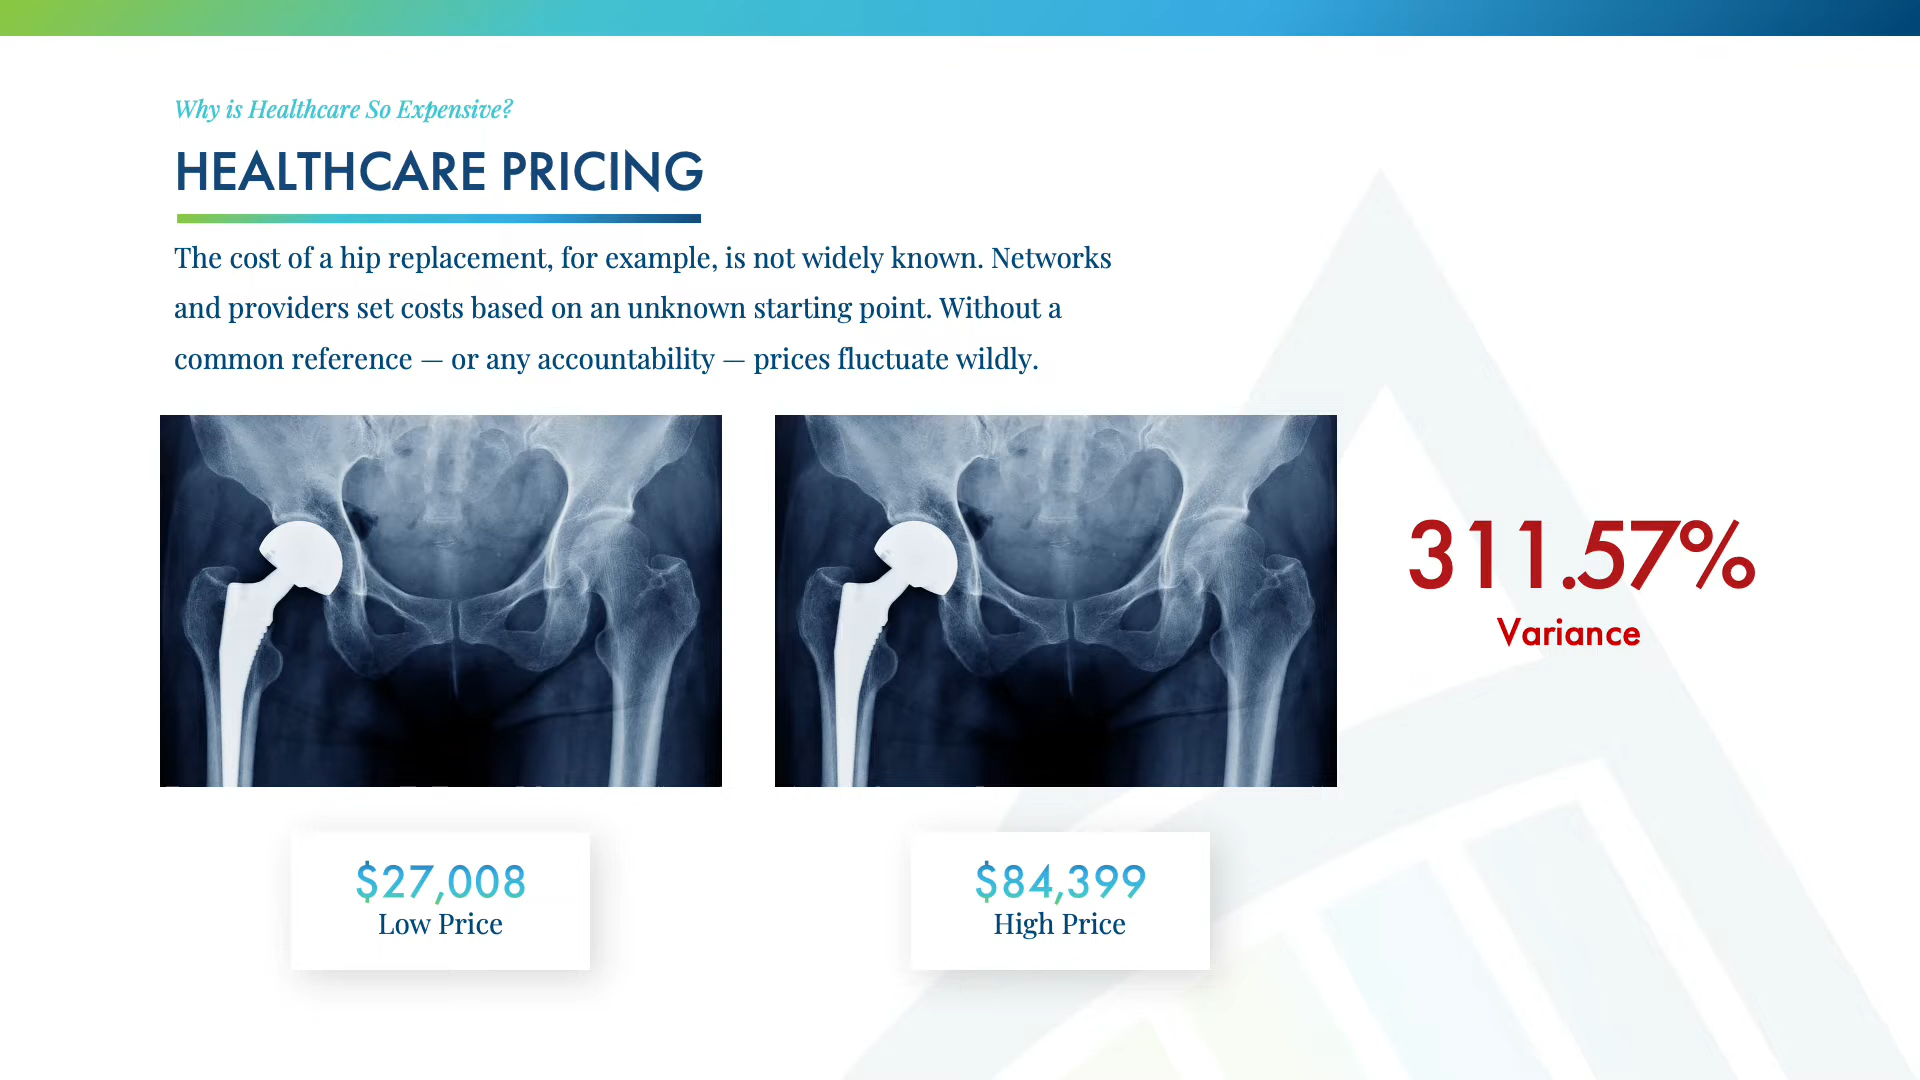 Why is Healthcare So Expensive?
HEALTHCARE PRICING
The cost of a hip replacement, for example, is not widely known. Networks
and providers set costs based on an unknown starting point. Without a
common reference — or any accountability — prices fluctuate wildly.
311.57%
Variance
$27,008
Low Price
$84,399
High Price